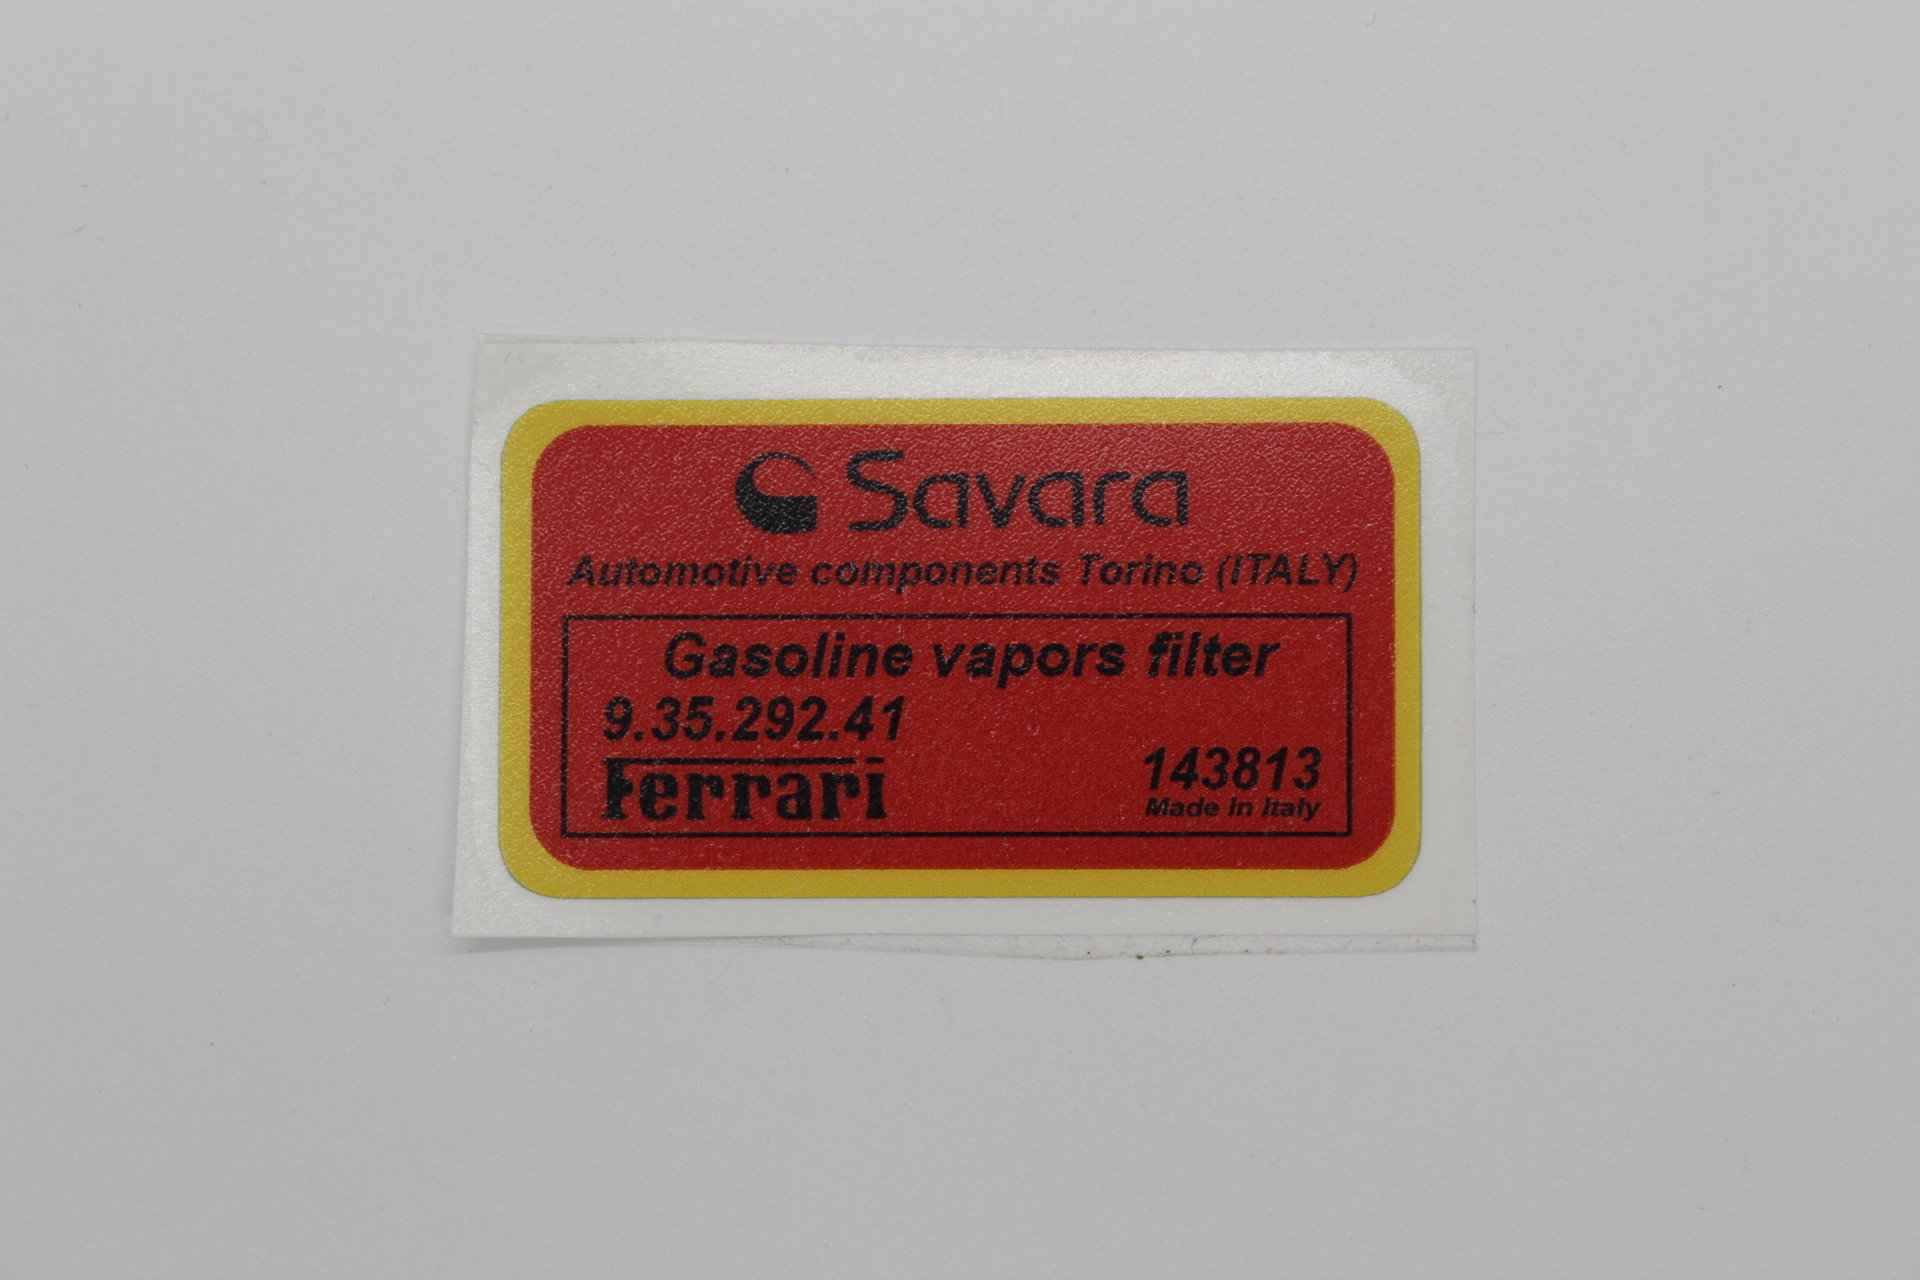 Savara
Automotive components Torino (ITALY)
Gasoline vapors filter
9.35.292.41
Ferrari
143813
Made in Italy